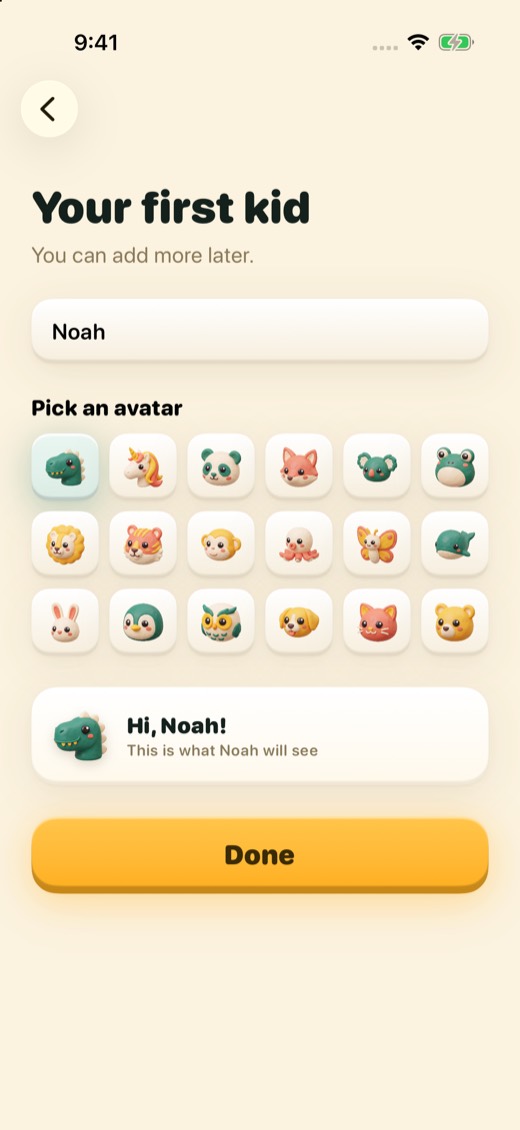 9:41
Your first kid
You can add more later.
Noah
Pick an avatar
Hi, Noah!
This is what Noah will see
Done